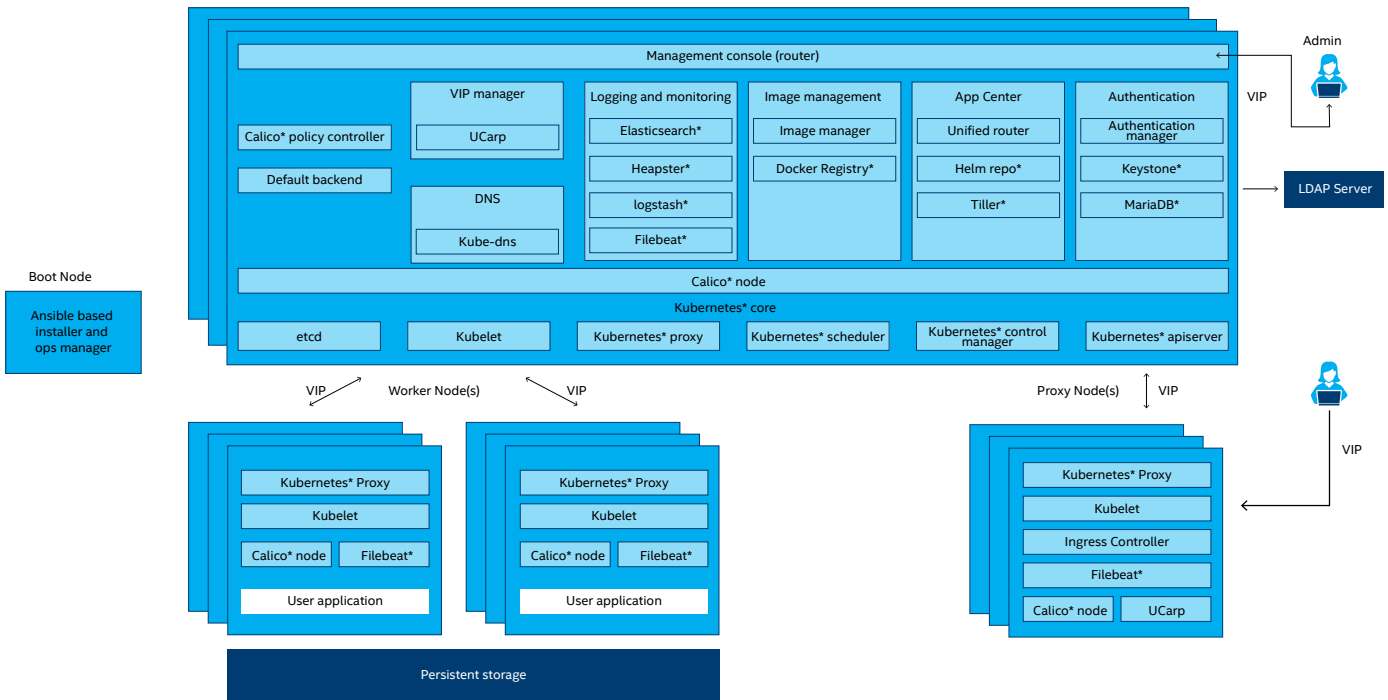 Management console (router)
Admin
VIP
VIP manager
UCarp
Logging and monitoring
Elasticsearch*
Heapster*
logstash*
Filebeat*
Image management
Image manager
Docker Registry*
App Center
Unified router
Helm repo*
Tiller*
Authentication
Authentication
manager
Keystone*
MariaDB*
Calico* policy controller
Default backend
DNS
Kube-dns
LDAP Server
Calico* node
Kubernetes* core
etcd
Kubelet
Kubernetes* proxy
Kubernetes* scheduler
Kubernetes* control
manager
Kubernetes* apiserver
Boot Node
Ansible based
installer and
ops manager
VIP
Worker Node(s)
VIP
Proxy Node(s)
VIP
VIP
Kubernetes* Proxy
Kubelet
Calico* node
Filebeat*
User application
Kubernetes* Proxy
Kubelet
Calico* node
Filebeat*
User application
Kubernetes* Proxy
Kubelet
Ingress Controller
Filebeat*
Calico* node
UCarp
Persistent storage